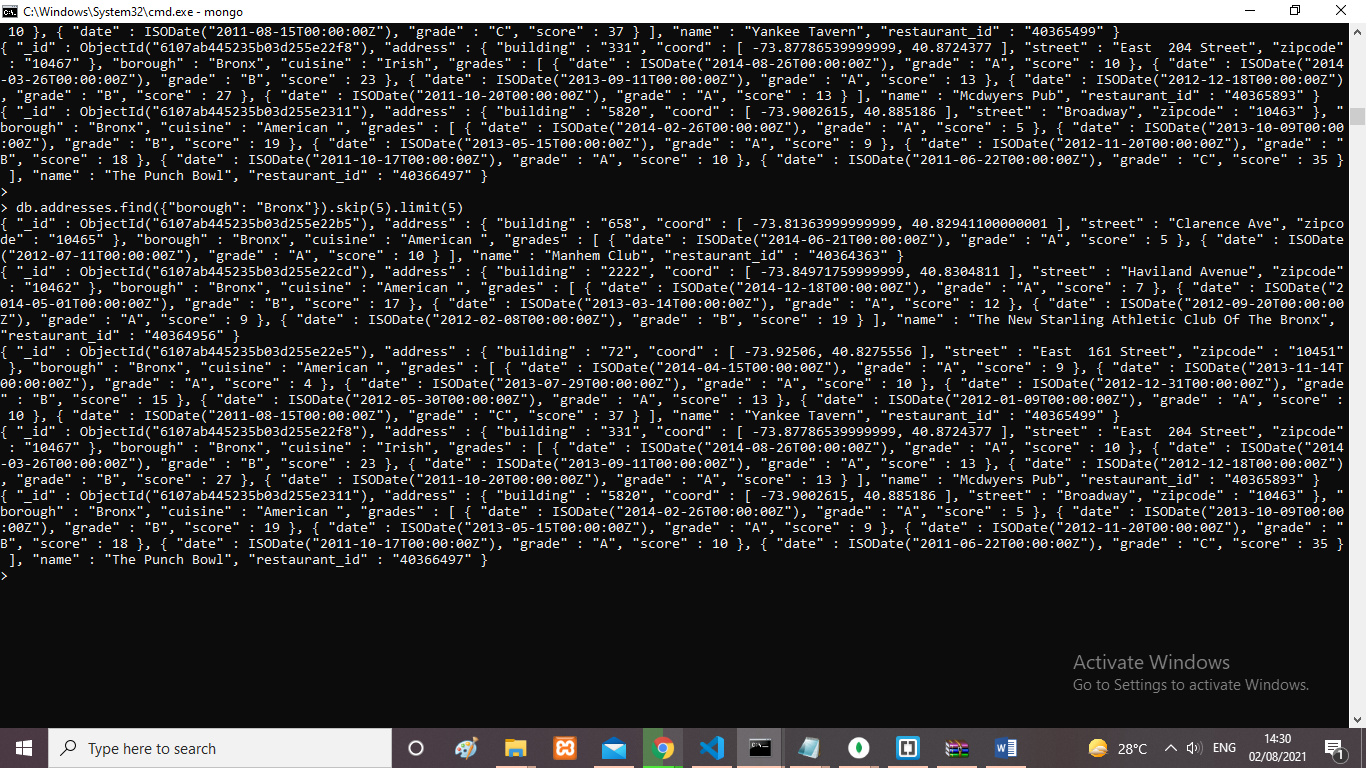 C:\Windows\System32\cmd.exe - mongo
 10 }, { "date" : ISODate("2011-08-15T00:00:00Z"), "grade" : "C", "score" : 37 } ], "name" : "Yankee Tavern", "restaurant_id" : "40365499" }
{ "_id" : ObjectId("6107ab445235b03d255e22f8"), "address" : { "building" : "331", "coord" : [ -73.87786539999999, 40.8724377 ], "street" : "East  204 Street", "zipcode"
 : "10467" }, "borough" : "Bronx", "cuisine" : "Irish", "grades" : [ { "date" : ISODate("2014-08-26T00:00:00Z"), "grade" : "A", "score" : 10 }, { "date" : ISODate("2014
-03-26T00:00:00Z"), "grade" : "B", "score" : 23 }, { "date" : ISODate("2013-09-11T00:00:00Z"), "grade" : "A", "score" : 13 }, { "date" : ISODate("2012-12-18T00:00:00Z")
, "grade" : "B", "score" : 27 }, { "date" : ISODate("2011-10-20T00:00:00Z"), "grade" : "A", "score" : 13 } ], "name" : "Mcdwyers Pub", "restaurant_id" : "40365893" }
{ "_id" : ObjectId("6107ab445235b03d255e2311"), "address" : { "building" : "5820", "coord" : [ -73.9002615, 40.885186 ], "street" : "Broadway", "zipcode" : "10463" }, "
borough" : "Bronx", "cuisine" : "American ", "grades" : [ { "date" : ISODate("2014-02-26T00:00:00Z"), "grade" : "A", "score" : 5 }, { "date" : ISODate("2013-10-09T00:00
:00Z"), "grade" : "B", "score" : 19 }, { "date" : ISODate("2013-05-15T00:00:00Z"), "grade" : "A", "score" : 9 }, { "date" : ISODate("2012-11-20T00:00:00Z"), "grade" : "
B", "score" : 18 }, { "date" : ISODate("2011-10-17T00:00:00Z"), "grade" : "A", "score" : 10 }, { "date" : ISODate("2011-06-22T00:00:00Z"), "grade" : "C", "score" : 35 }
 ], "name" : "The Punch Bowl", "restaurant_id" : "40366497" }
>
> db.addresses.find({"borough": "Bronx"}).skip(5).limit(5)
{ "_id" : ObjectId("6107ab445235b03d255e22b5"), "address" : { "building" : "658", "coord" : [ -73.81363999999999, 40.82941100000001 ], "street" : "Clarence Ave", "zipco
de" : "10465" }, "borough" : "Bronx", "cuisine" : "American ", "grades" : [ { "date" : ISODate("2014-06-21T00:00:00Z"), "grade" : "A", "score" : 5 }, { "date" : ISODate
("2012-07-11T00:00:00Z"), "grade" : "A", "score" : 10 } ], "name" : "Manhem Club", "restaurant_id" : "40364363" }
{ "_id" : ObjectId("6107ab445235b03d255e22cd"), "address" : { "building" : "2222", "coord" : [ -73.84971759999999, 40.8304811 ], "street" : "Haviland Avenue", "zipcode"
 : "10462" }, "borough" : "Bronx", "cuisine" : "American ", "grades" : [ { "date" : ISODate("2014-12-18T00:00:00Z"), "grade" : "A", "score" : 7 }, { "date" : ISODate("2
014-05-01T00:00:00Z"), "grade" : "B", "score" : 17 }, { "date" : ISODate("2013-03-14T00:00:00Z"), "grade" : "A", "score" : 12 }, { "date" : ISODate("2012-09-20T00:00:00
Z"), "grade" : "A", "score" : 9 }, { "date" : ISODate("2012-02-08T00:00:00Z"), "grade" : "B", "score" : 19 } ], "name" : "The New Starling Athletic Club Of The Bronx", 
"restaurant_id" : "40364956" }
{ "_id" : ObjectId("6107ab445235b03d255e22e5"), "address" : { "building" : "72", "coord" : [ -73.92506, 40.8275556 ], "street" : "East  161 Street", "zipcode" : "10451"
 }, "borough" : "Bronx", "cuisine" : "American ", "grades" : [ { "date" : ISODate("2014-04-15T00:00:00Z"), "grade" : "A", "score" : 9 }, { "date" : ISODate("2013-11-14T
00:00:00Z"), "grade" : "A", "score" : 4 }, { "date" : ISODate("2013-07-29T00:00:00Z"), "grade" : "A", "score" : 10 }, { "date" : ISODate("2012-12-31T00:00:00Z"), "grade
" : "B", "score" : 15 }, { "date" : ISODate("2012-05-30T00:00:00Z"), "grade" : "A", "score" : 13 }, { "date" : ISODate("2012-01-09T00:00:00Z"), "grade" : "A", "score" :
 10 }, { "date" : ISODate("2011-08-15T00:00:00Z"), "grade" : "C", "score" : 37 } ], "name" : "Yankee Tavern", "restaurant_id" : "40365499" }
{ "_id" : ObjectId("6107ab445235b03d255e22f8"), "address" : { "building" : "331", "coord" : [ -73.87786539999999, 40.8724377 ], "street" : "East  204 Street", "zipcode"
 : "10467" }, "borough" : "Bronx", "cuisine" : "Irish", "grades" : [ { "date" : ISODate("2014-08-26T00:00:00Z"), "grade" : "A", "score" : 10 }, { "date" : ISODate("2014
-03-26T00:00:00Z"), "grade" : "B", "score" : 23 }, { "date" : ISODate("2013-09-11T00:00:00Z"), "grade" : "A", "score" : 13 }, { "date" : ISODate("2012-12-18T00:00:00Z")
, "grade" : "B", "score" : 27 }, { "date" : ISODate("2011-10-20T00:00:00Z"), "grade" : "A", "score" : 13 } ], "name" : "Mcdwyers Pub", "restaurant_id" : "40365893" }
{ "_id" : ObjectId("6107ab445235b03d255e2311"), "address" : { "building" : "5820", "coord" : [ -73.9002615, 40.885186 ], "street" : "Broadway", "zipcode" : "10463" }, "
borough" : "Bronx", "cuisine" : "American ", "grades" : [ { "date" : ISODate("2014-02-26T00:00:00Z"), "grade" : "A", "score" : 5 }, { "date" : ISODate("2013-10-09T00:00
:00Z"), "grade" : "B", "score" : 19 }, { "date" : ISODate("2013-05-15T00:00:00Z"), "grade" : "A", "score" : 9 }, { "date" : ISODate("2012-11-20T00:00:00Z"), "grade" : "
B", "score" : 18 }, { "date" : ISODate("2011-10-17T00:00:00Z"), "grade" : "A", "score" : 10 }, { "date" : ISODate("2011-06-22T00:00:00Z"), "grade" : "C", "score" : 35 }
 ], "name" : "The Punch Bowl", "restaurant_id" : "40366497" }
>
Activate Windows
Go to Settings to activate Windows.
Type here to search
28°C
ENG
14:30
02/08/2021
1